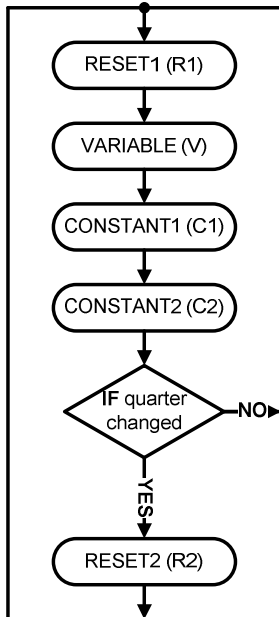 RESET1 (R1)
VARIABLE (V)
CONSTANT1 (C1)
CONSTANT2 (C2)
IF quarter
changed
NO
YES
RESET2 (R2)